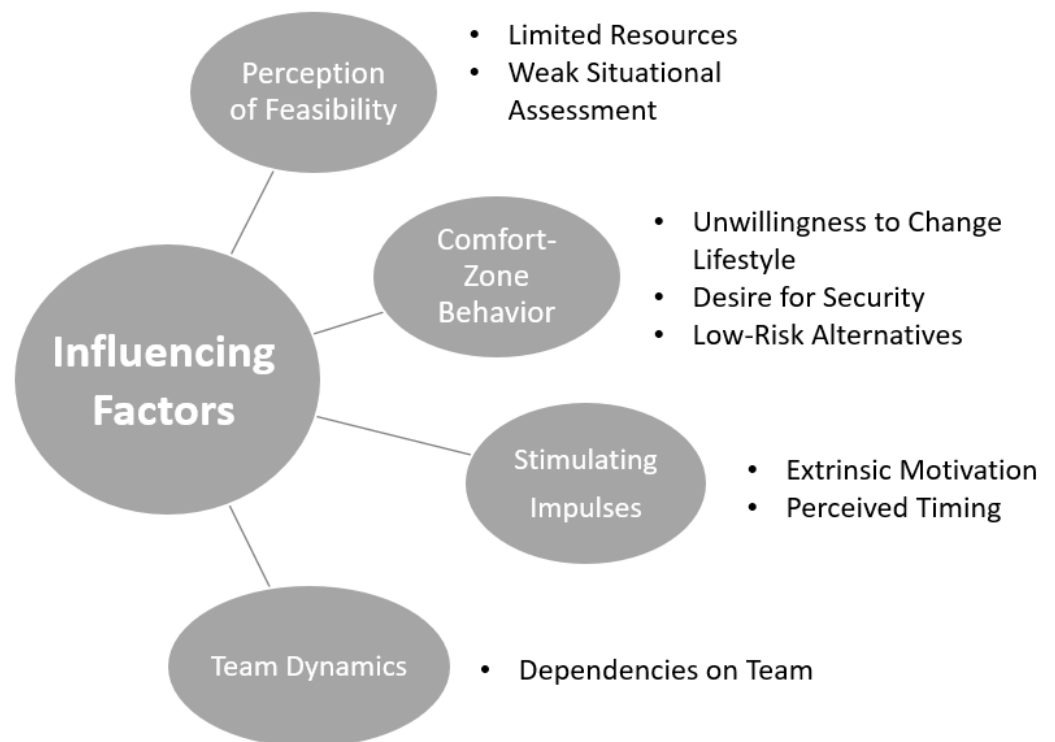 Perception
of Feasibility
• Limited Resources
• Weak Situational
Assessment
Comfort-
Zone
Behavior
• Unwillingness to Change
Lifestyle
• Desire for Security
• Low-Risk Alternatives
Influencing
Factors
Stimulating
Impulses
• Extrinsic Motivation
• Perceived Timing
Team Dynamics
• Dependencies on Team